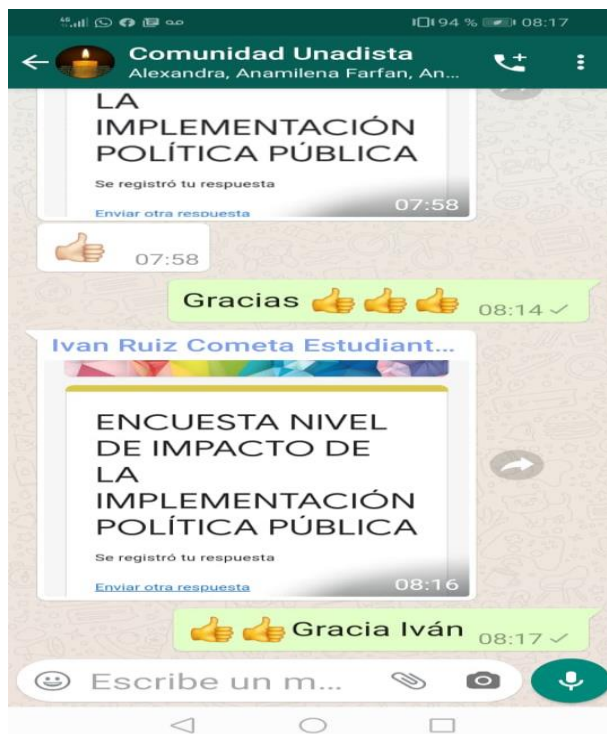 46 94 % 08:17
Comunidad Unadista
Alexandra, Anamilena Farfan, An...
LA
IMPLEMENTACIÓN
POLÍTICA PÚBLICA
Se registró tu respuesta
Enviar otra respuesta 07:58
07:58
Gracias 👍👍👍 08:14
Ivan Ruiz Cometa Estudiant...
ENCUESTA NIVEL
DE IMPACTO DE
LA
IMPLEMENTACIÓN
POLÍTICA PÚBLICA
Se registró tu respuesta
Enviar otra respuesta 08:16
👍👍Gracia Iván 08:17
Escribe un m...